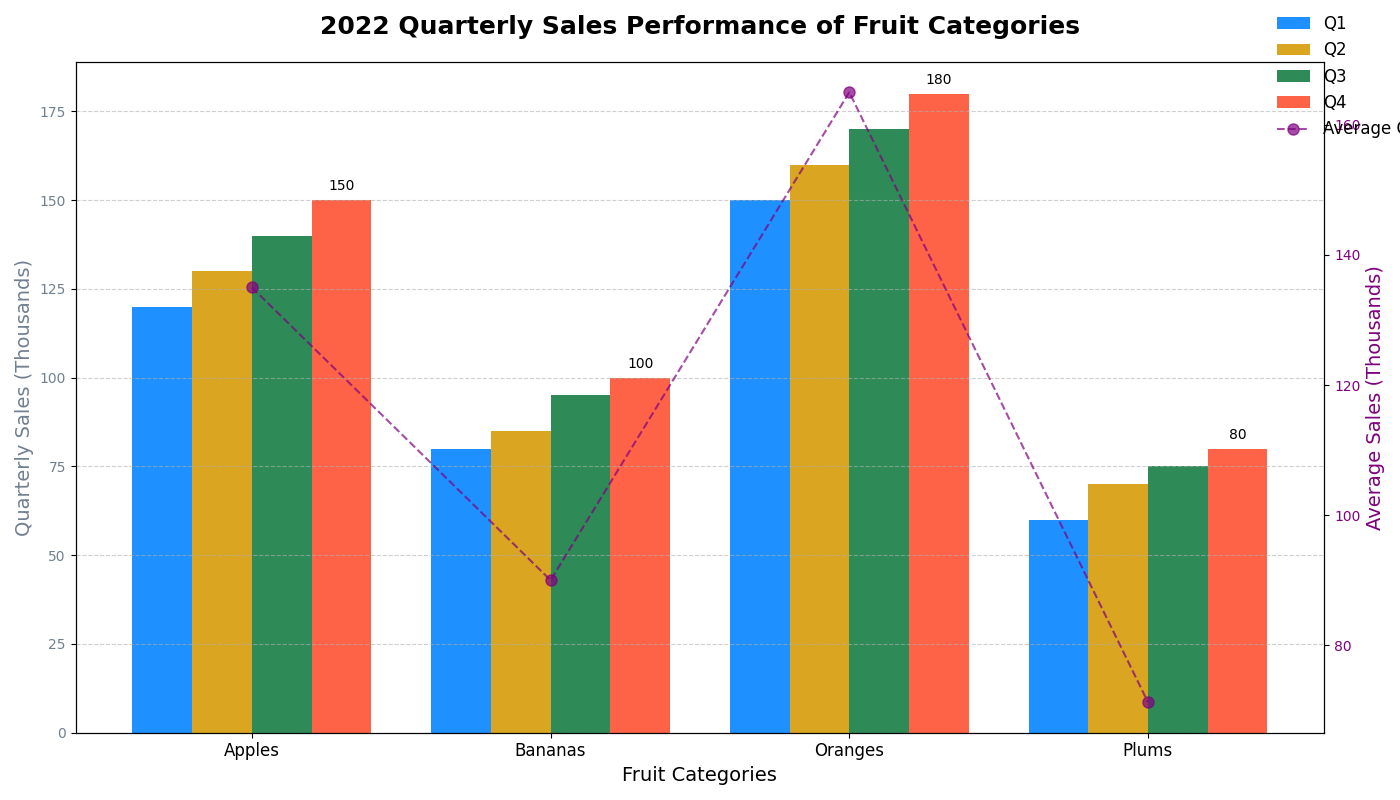 2022 Quarterly Sales Performance of Fruit Categories
Q1
Q2
Q3
Q4
Average
Quarterly Sales (Thousands)
175
150
125
100
75
50
25
0
150
100
180
80
160
140
120
100
80
Average Sales (Thousands)
Apples
Bananas
Oranges
Plums
Fruit Categories